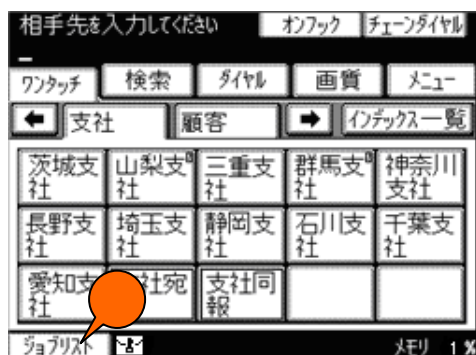 相手先を入力してください オンフック チェーンダイヤル
ワンタッチ 検索 ダイヤル 画質 メニュー
支社 顧客 インデックス一覧
茨城支社 山梨支社 三重支社 群馬支社 神奈川支社
長野支社 埼玉支社 静岡支社 石川支社 千葉支社
愛知支社 社宛 支社同報
ジョブリスト メモリ 1%